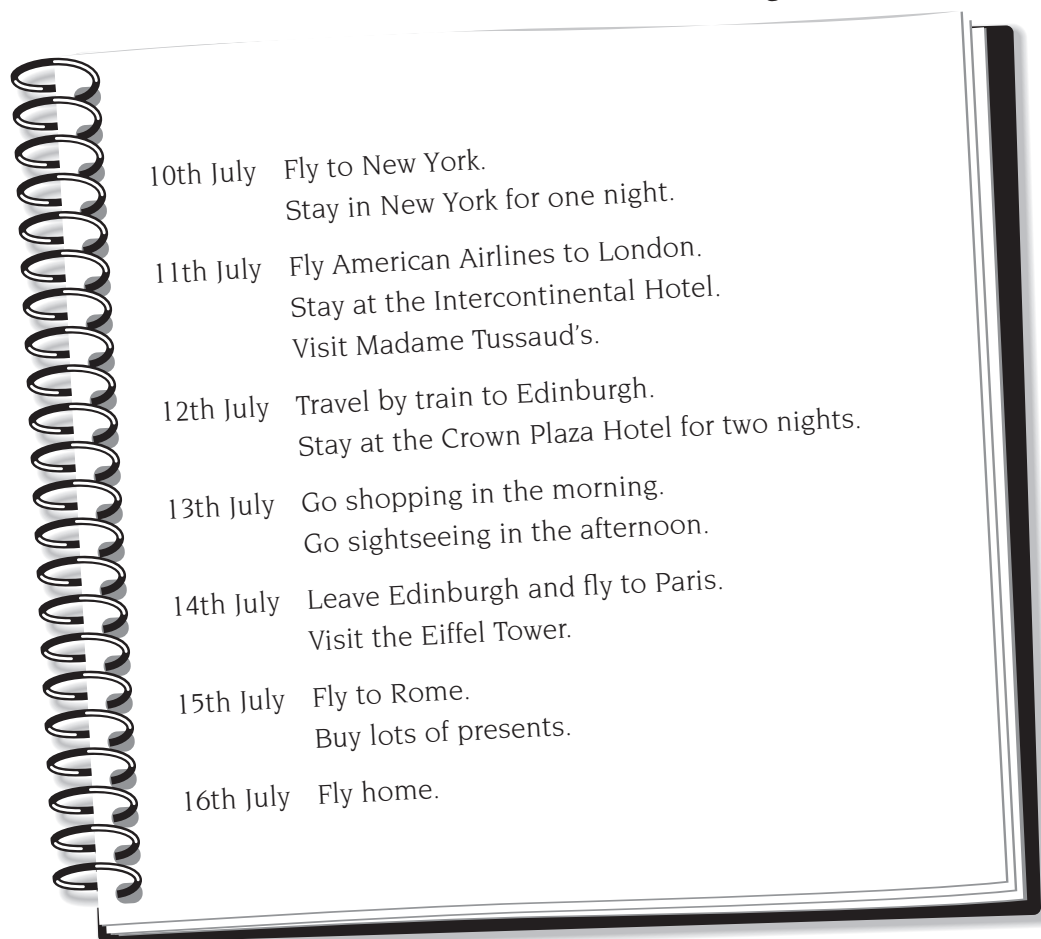 10th July Fly to New York.
Stay in New York for one night.
11th July Fly American Airlines to London.
Stay at the Intercontinental Hotel.
Visit Madame Tussaud's.
12th July Travel by train to Edinburgh.
Stay at the Crown Plaza Hotel for two nights.
13th July Go shopping in the morning.
Go sightseeing in the afternoon.
14th July Leave Edinburgh and fly to Paris.
Visit the Eiffel Tower.
15th July Fly to Rome.
Buy lots of presents.
16th July Fly home.